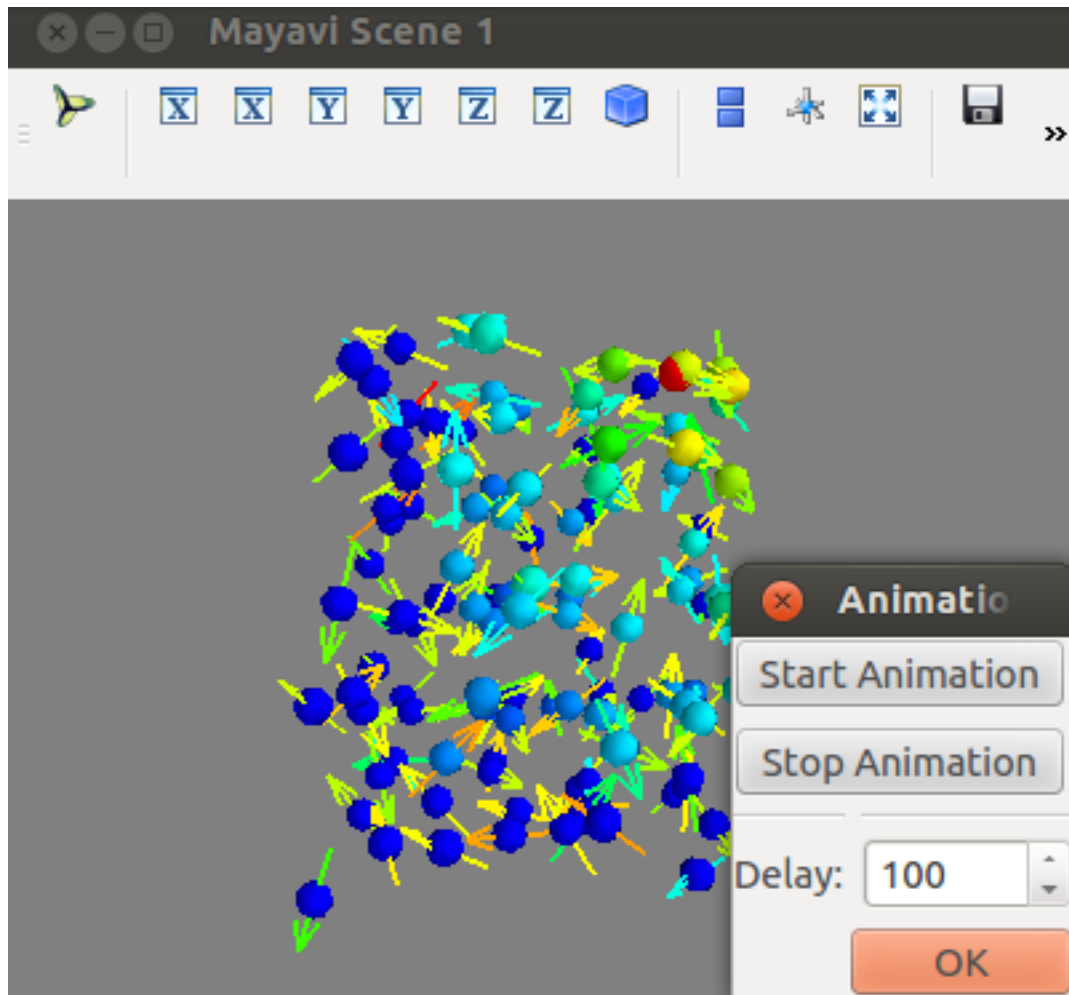 Mayavi Scene 1
X X Y Y Z Z
»
Animatio
Start Animation
Stop Animation
Delay: 100
OK